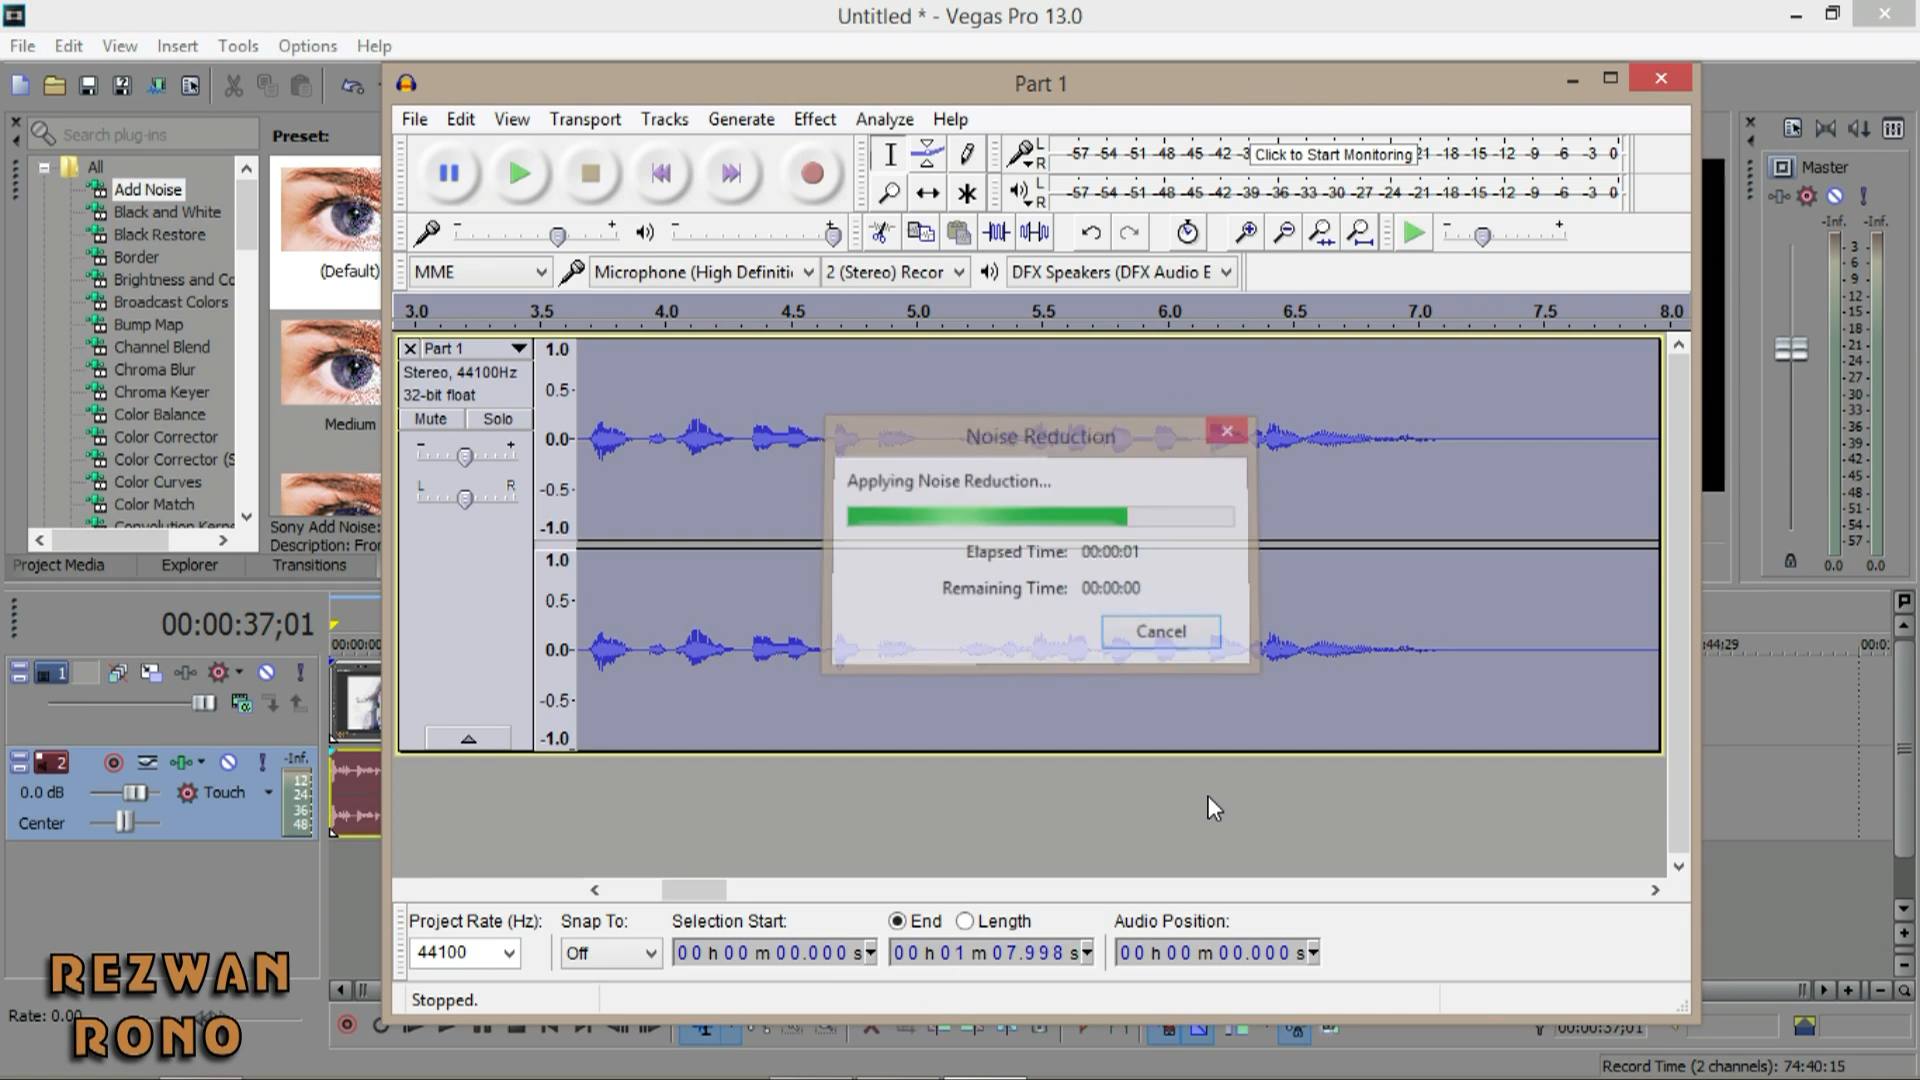 Untitled * - Vegas Pro 13.0
File Edit View Insert Tools Options Help
Part 1
File Edit View Transport Tracks Generate Effect Analyze Help
Search plug-ins
Preset:
All
Add Noise
Black and White
Black Restore
Border
Brightness and Co
Broadcast Colors
Bump Map
Channel Blend
Chroma Blur
Chroma Keyer
Color Balance
Color Corrector
Color Corrector (S
Color Curves
Color Match
(Default)
Medium
Sony Add Noise:
Description: Fror
Project Media Explorer Transitions
L
R
-57 -54 -51 -48 -45 -42 -3
Click to Start Monitoring
-21 -18 -15 -12 -9 -6 -3 0
L
R
-57 -54 -51 -48 -45 -42 -39 -36 -33 -30 -27 -24 -21 -18 -15 -12 -9 -6 -3 0
MME
Microphone (High Definiti
2 (Stereo) Recor
DFX Speakers (DFX Audio E
3.0 3.5 4.0 4.5 5.0 5.5 6.0 6.5 7.0 7.5 8.0
Part 1
Stereo, 44100Hz
32-bit float
Mute Solo
- +
L R
1.0
0.5
0.0
-0.5
-1.0
1.0
0.5
0.0
-0.5
-1.0
Noise Reduction
Applying Noise Reduction...
Elapsed Time: 00:00:01
Remaining Time: 00:00:00
Cancel
Master
-Inf. -Inf.
3
6
9
12
15
18
21
24
27
30
33
36
39
42
45
48
51
54
57
0.0 0.0
00:00:37;01
00:00:00
:44;29
00:0:
1
2
-Inf.
12
24
36
48
0.0 dB
Touch
Center
Project Rate (Hz): Snap To: Selection Start: End Length Audio Position:
44100 Off 00 h 00 m 00.000 s 00 h 01 m 07.998 s 00 h 00 m 00.000 s
Stopped.
REZWAN
RONO
Rate: 0.00
00:00:37;01
Record Time (2 channels): 74:40:15